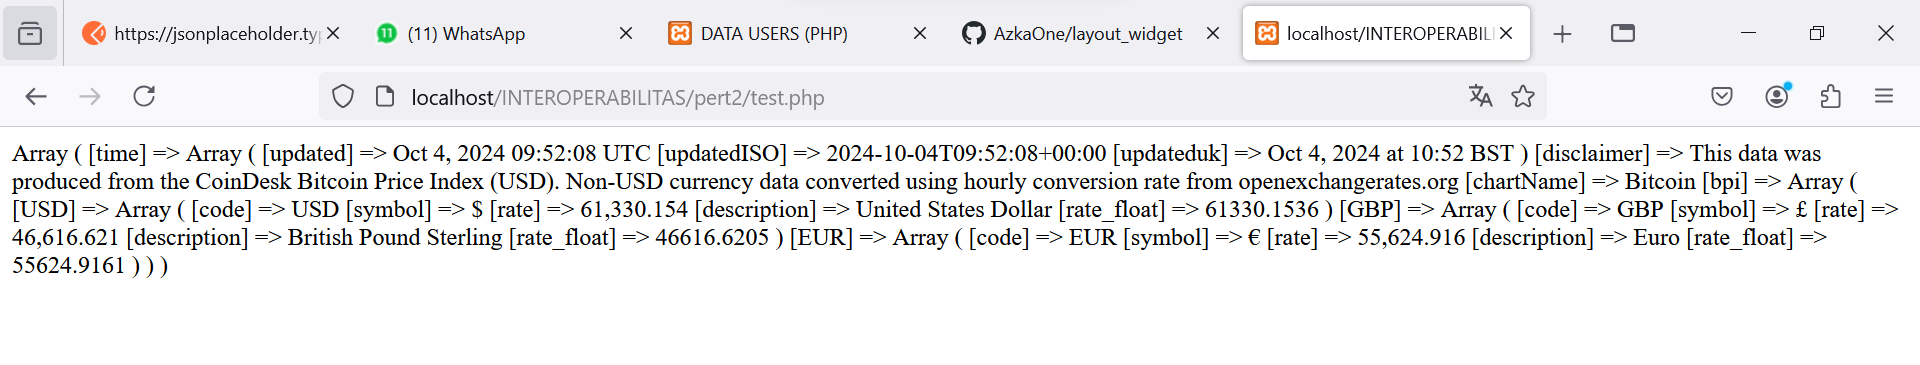 https://jsonplaceholder.typ
(11) WhatsApp
DATA USERS (PHP)
AzkaOne/layout_widget
localhost/INTEROPERABILI
localhost/INTEROPERABILITAS/pert2/test.php
Array ( [time] => Array ( [updated] => Oct 4, 2024 09:52:08 UTC [updatedISO] => 2024-10-04T09:52:08+00:00 [updateduk] => Oct 4, 2024 at 10:52 BST ) [disclaimer] => This data was
produced from the CoinDesk Bitcoin Price Index (USD). Non-USD currency data converted using hourly conversion rate from openexchangerates.org [chartName] => Bitcoin [bpi] => Array (
[USD] => Array ( [code] => USD [symbol] => $ [rate] => 61,330.154 [description] => United States Dollar [rate_float] => 61330.1536 ) [GBP] => Array ( [code] => GBP [symbol] => £ [rate] =>
46,616.621 [description] => British Pound Sterling [rate_float] => 46616.6205 ) [EUR] => Array ( [code] => EUR [symbol] => € [rate] => 55,624.916 [description] => Euro [rate_float] =>
55624.9161 ) ) )